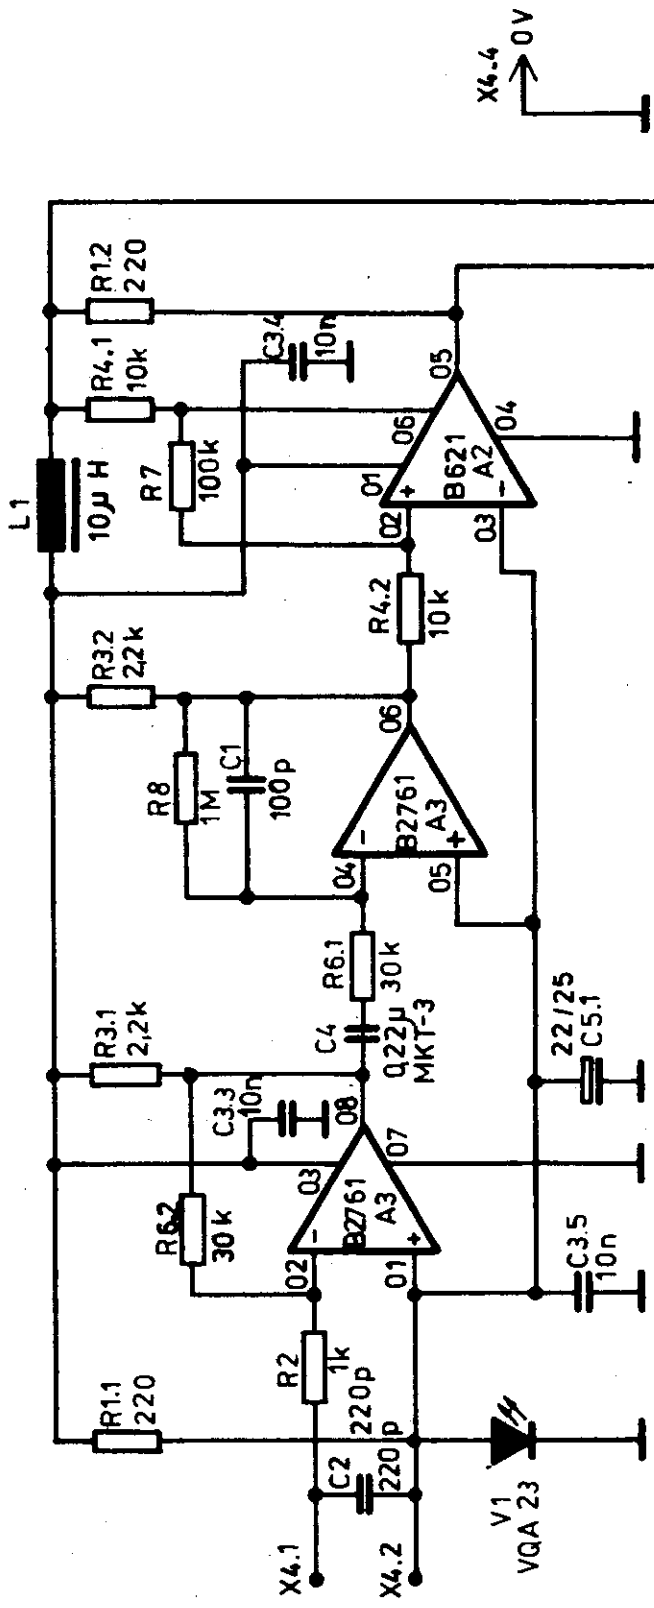 X4.1
X4.2
C2
220p
R1.1
220
V1
VQA 23
R2
1k
220p
R6.2
30k
02
-
B2761
A3
+
01
03
07
08
C3.3
10n
R3.1
2,2k
C3.5
10n
22/25
C5.1
C4
0,22µ
MKT-3
R6.1
30k
R8
1M
C1
100p
04
-
B2761
A3
+
05
06
R3.2
2,2k
L1
10µH
R4.2
10k
R7
100k
R4.1
10k
R1.2
220
C3.4
10n
01
06
02
+
B621
A2
-
03
04
05
X4.4
0V